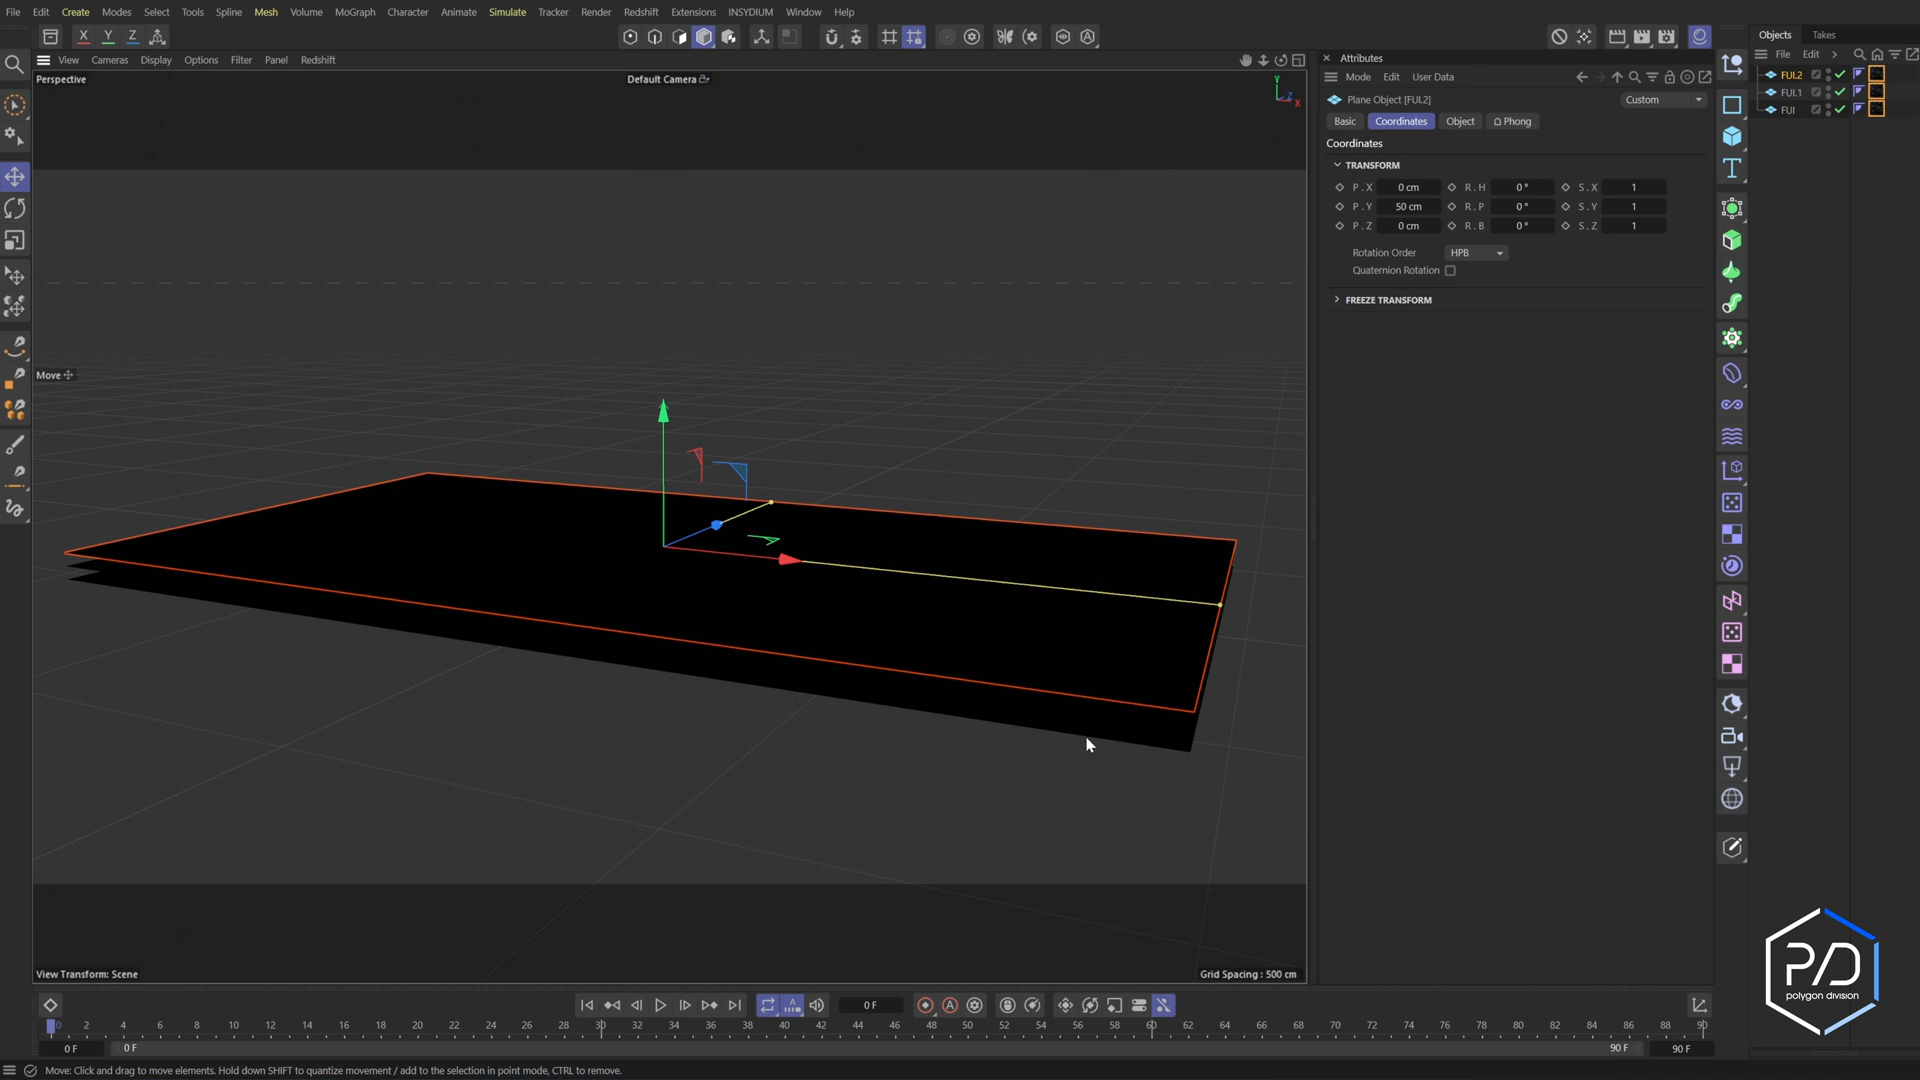 File Edit Create Modes Select Tools Spline Mesh Volume MoGraph Character Animate Simulate Tracker Render Redshift Extensions INSYDIUM Window Help
Objects Takes
X Y Z
File Edit
View Cameras Display Options Filter Panel Redshift
Perspective
Default Camera
Y
Z
X
Attributes
Mode Edit User Data
Plane Object [FUI.2]
Custom
Basic Coordinates Object Phong
Coordinates
TRANSFORM
P . X 0 cm R . H 0 ° S . X 1
P . Y 50 cm R . P 0 ° S . Y 1
P . Z 0 cm R . B 0 ° S . Z 1
Rotation Order HPB
Quaternion Rotation
FREEZE TRANSFORM
FUI.2
FUI.1
FUI
Move
View Transform: Scene
Grid Spacing : 500 cm
PD
polygon division
0 F
0 2 4 6 8 10 12 14 16 18 20 22 24 26 28 30 32 34 36 38 40 42 44 46 48 50 52 54 56 58 60 62 64 66 68 70 72 74 76 78 80 82 84 86 88 90
0 F 0 F 90 F 90 F
Move: Click and drag to move elements. Hold down SHIFT to quantize movement / add to the selection in point mode, CTRL to remove.